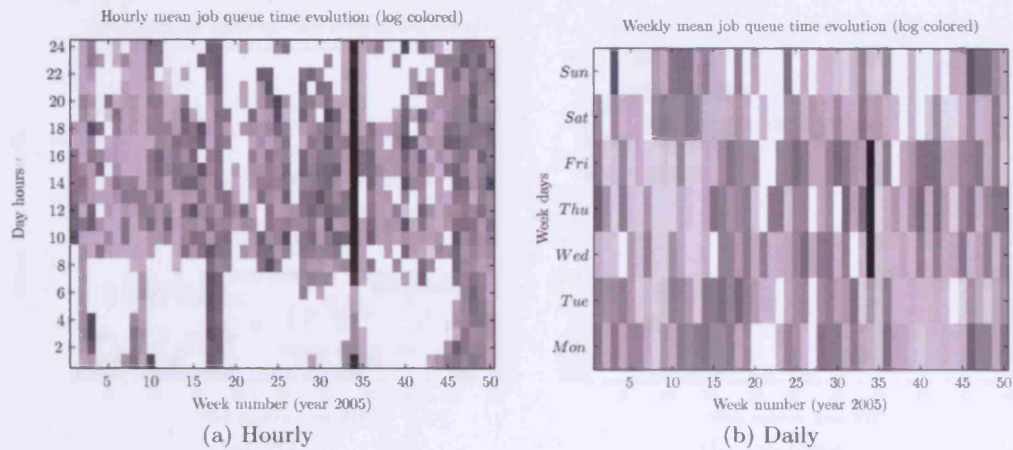 Hourly mean job queue time evolution (log colored)
24
22
20
18
16
14
12
10
8
6
4
2
Day hours
5 10 15 20 25 30 35 40 45 50
Week number (year 2005)
(a) Hourly
Weekly mean job queue time evolution (log colored)
Sun
Sat
Fri
Thu
Wed
Tue
Mon
Week days
5 10 15 20 25 30 35 40 45 50
Week number (year 2005)
(b) Daily